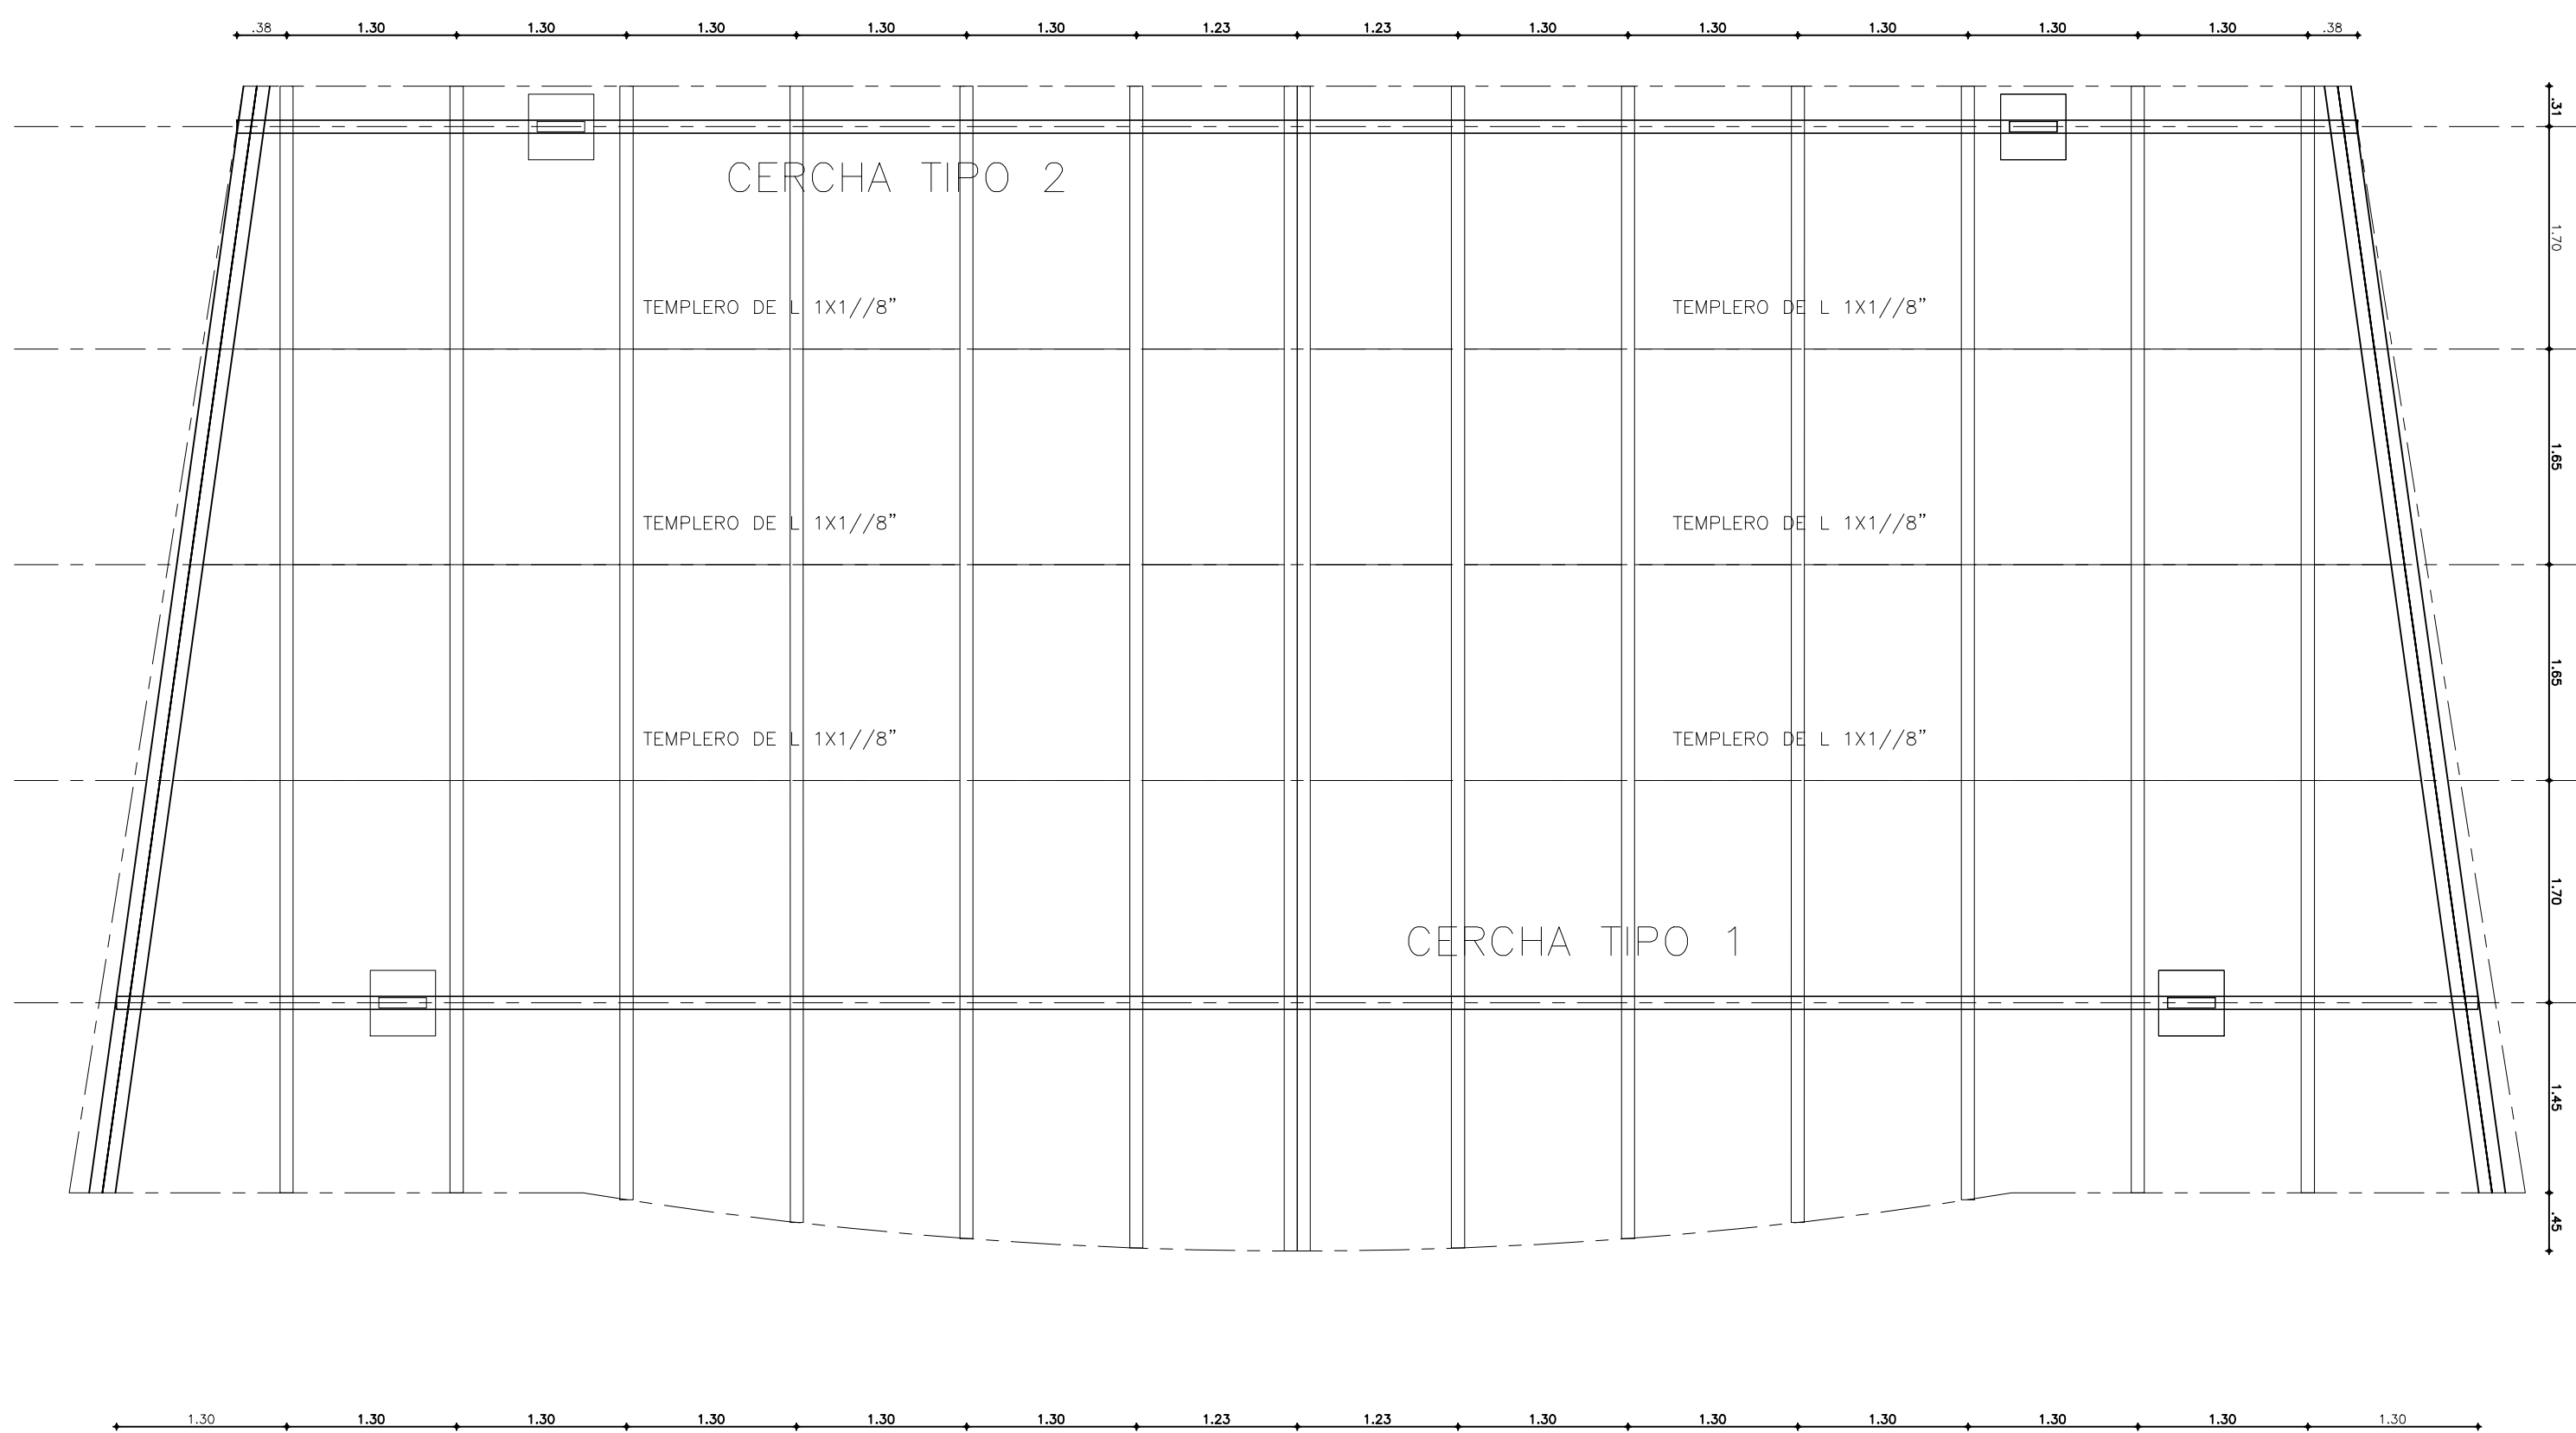 .38 1.30 1.30 1.30 1.30 1.30 1.23 1.23 1.30 1.30 1.30 1.30 1.30 .38
.31
CERCHA TIPO 2
1.70
TEMPLERO DE L 1X1//8” TEMPLERO DE L 1X1//8”
1.65
TEMPLERO DE L 1X1//8” TEMPLERO DE L 1X1//8”
1.65
TEMPLERO DE L 1X1//8” TEMPLERO DE L 1X1//8”
1.70
CERCHA TIPO 1
1.45
.45
1.30 1.30 1.30 1.30 1.30 1.30 1.23 1.23 1.30 1.30 1.30 1.30 1.30 1.30